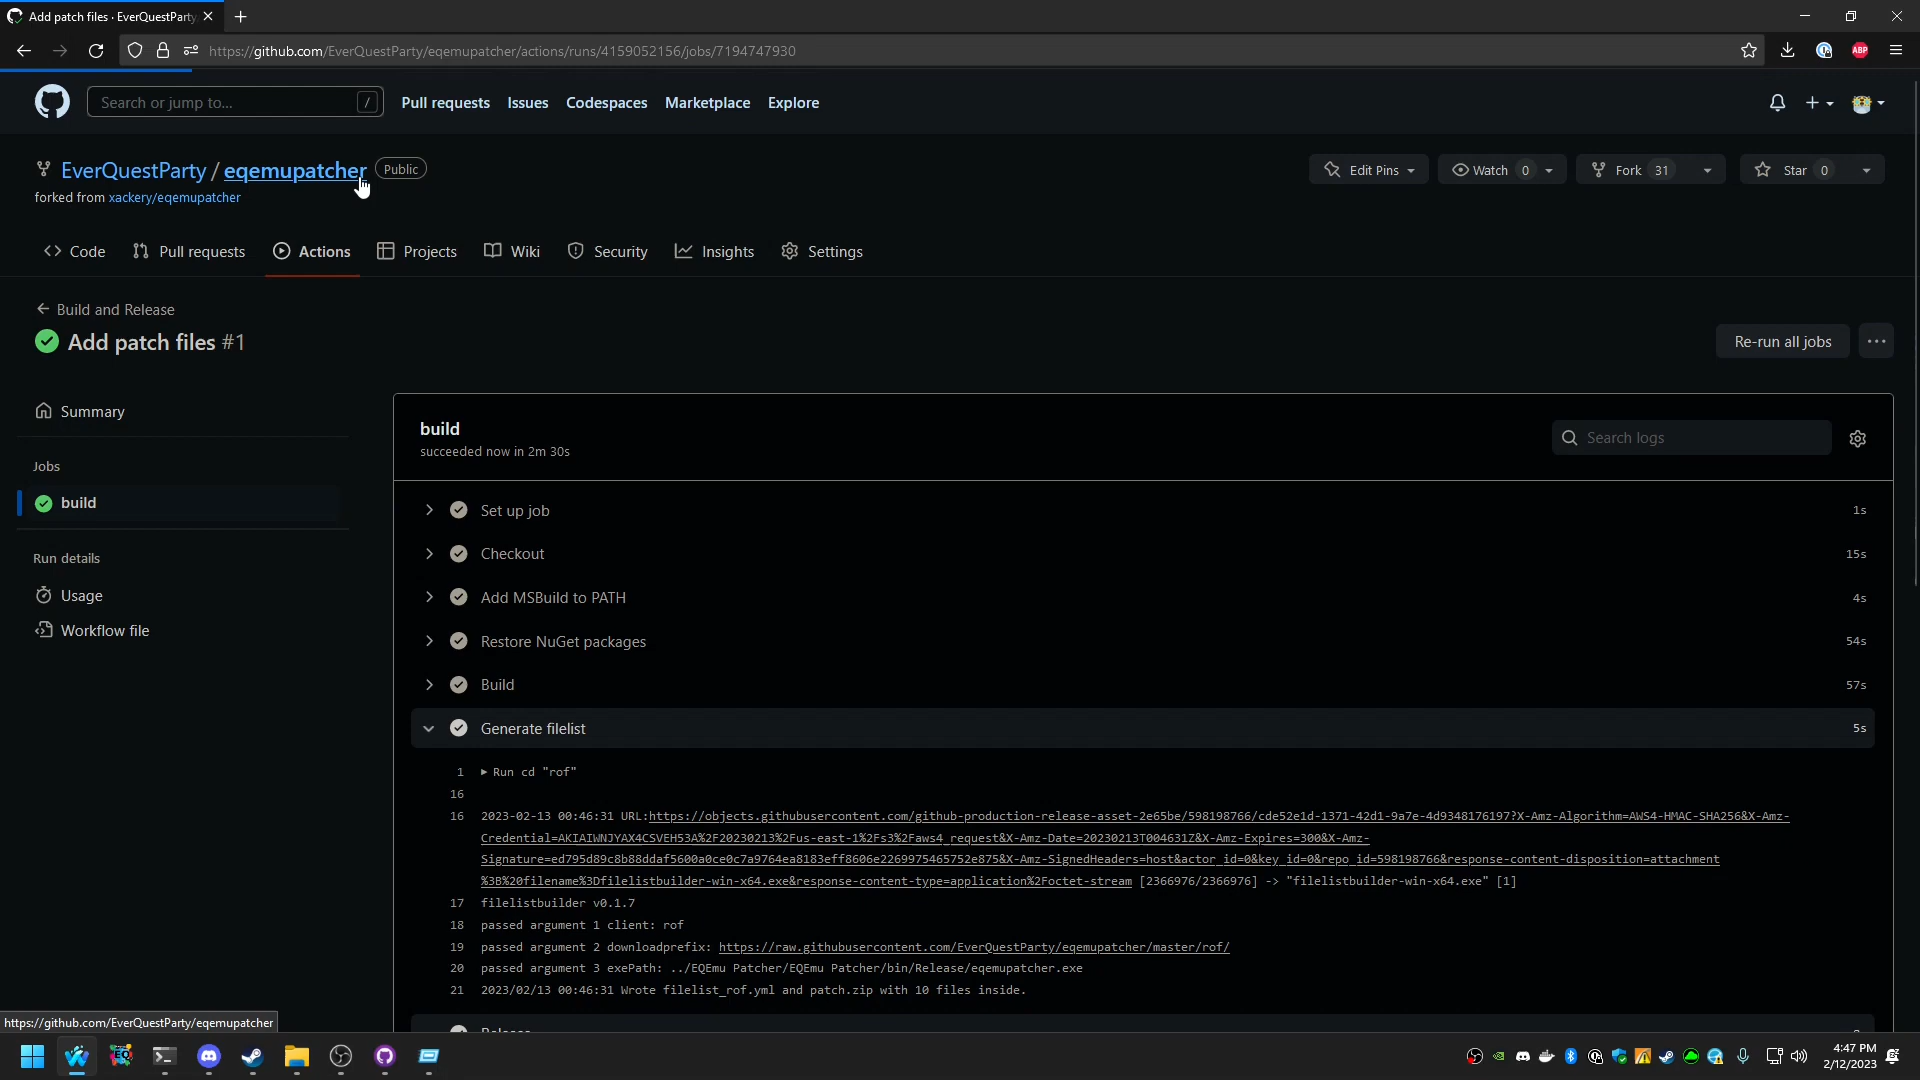 Add patch files · EverQuestParty
https://github.com/EverQuestParty/eqemupatcher/actions/runs/4159052156/jobs/7194747930
ABP
Search or jump to...
/
Pull requests
Issues
Codespaces
Marketplace
Explore
EverQuestParty / eqemupatcher
Public
Edit Pins
Watch 0
Fork 31
Star 0
forked from xackery/eqemupatcher
Code
Pull requests
Actions
Projects
Wiki
Security
Insights
Settings
Build and Release
Add patch files #1
Re-run all jobs
Summary
Jobs
build
Run details
Usage
Workflow file
build
succeeded now in 2m 30s
Search logs
Set up job 1s
Checkout 15s
Add MSBuild to PATH 4s
Restore NuGet packages 54s
Build 57s
Generate filelist 5s
1 Run cd "rof"
16
16 2023-02-13 00:46:31 URL:https://objects.githubusercontent.com/github-production-release-asset-2e65be/598198766/cde52e1d-1371-42d1-9a7e-4d9348176197?X-Amz-Algorithm=AWS4-HMAC-SHA256&X-Amz-
Credential=AKIAIWNJYAX4CSVEH53A%2F20230213%2Fus-east-1%2Fs3%2Faws4_request&X-Amz-Date=20230213T004631Z&X-Amz-Expires=300&X-Amz-
Signature=ed795d89c8b88ddaf5600a0ce0c7a9764ea8183eff8606e2269975465752e875&X-Amz-SignedHeaders=host&actor_id=0&key_id=0&repo_id=598198766&response-content-disposition=attachment
%3B%20filename%3Dfilelistbuilder-win-x64.exe&response-content-type=application%2Foctet-stream [2366976/2366976] -> "filelistbuilder-win-x64.exe" [1]
17 filelistbuilder v0.1.7
18 passed argument 1 client: rof
19 passed argument 2 downloadprefix: https://raw.githubusercontent.com/EverQuestParty/eqemupatcher/master/rof/
20 passed argument 3 exePath: ../EQEmu Patcher/EQEmu Patcher/bin/Release/eqemupatcher.exe
21 2023/02/13 00:46:31 Wrote filelist_rof.yml and patch.zip with 10 files inside.
Release
https://github.com/EverQuestParty/eqemupatcher
EQ
4:47 PM
2/12/2023